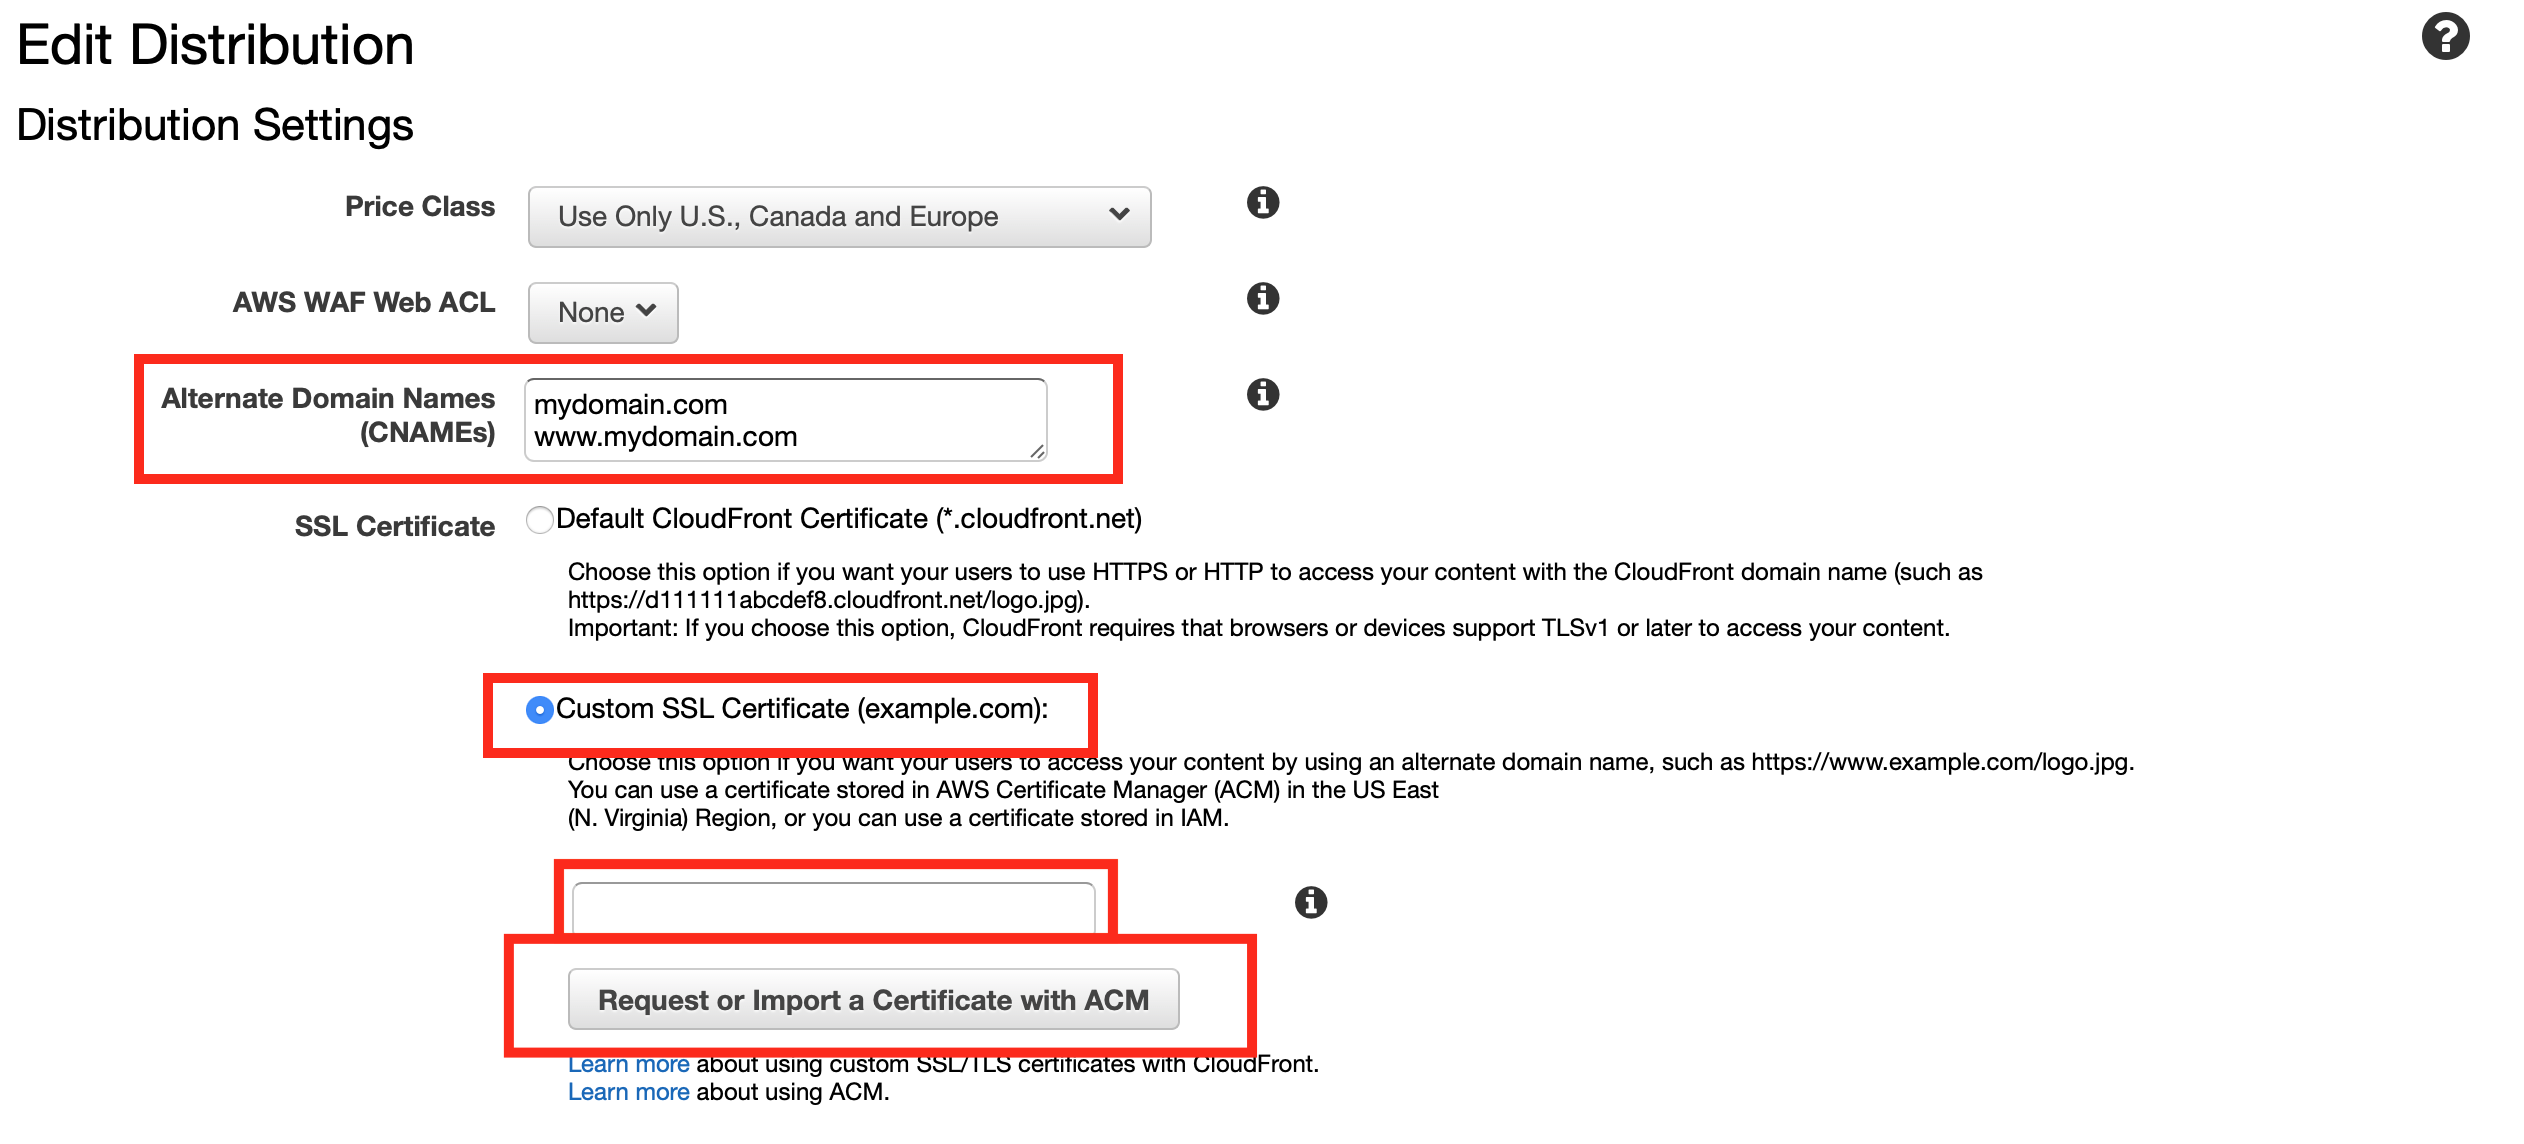 Edit Distribution
Distribution Settings
Price Class
Use Only U.S., Canada and Europe
AWS WAF Web ACL
None
Alternate Domain Names
(CNAMEs)
mydomain.com
www.mydomain.com
SSL Certificate
Default CloudFront Certificate (*.cloudfront.net)
Choose this option if you want your users to use HTTPS or HTTP to access your content with the CloudFront domain name (such as
https://d111111abcdef8.cloudfront.net/logo.jpg).
Important: If you choose this option, CloudFront requires that browsers or devices support TLSv1 or later to access your content.
Custom SSL Certificate (example.com):
Choose this option if you want your users to access your content by using an alternate domain name, such as https://www.example.com/logo.jpg.
You can use a certificate stored in AWS Certificate Manager (ACM) in the US East
(N. Virginia) Region, or you can use a certificate stored in IAM.
Request or Import a Certificate with ACM
Learn more about using custom SSL/TLS certificates with CloudFront.
Learn more about using ACM.